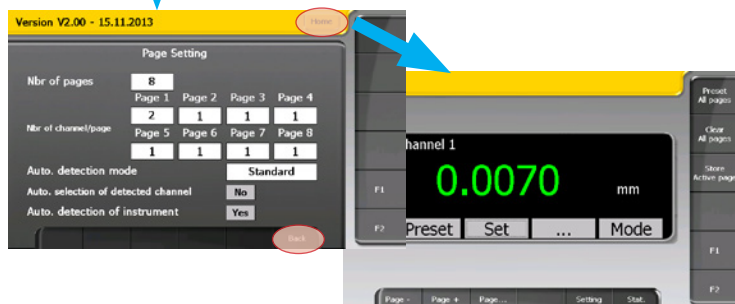 Version V2.00 - 15.11.2013
Home
Page Setting
Nbr of pages 8
Page 1 Page 2 Page 3 Page 4
2 1 1 1
Nbr of channel/page
Page 5 Page 6 Page 7 Page 8
1 1 1 1
Auto. detection mode Standard
Auto. selection of detected channel No
Auto. detection of instrument Yes
Back
F1
F2
hannel 1
0.0070 mm
Preset Set ... Mode
Page - Page + Page... Setting Stat.
Preset
All pages
Clear
All pages
Store
Active page
F1
F2